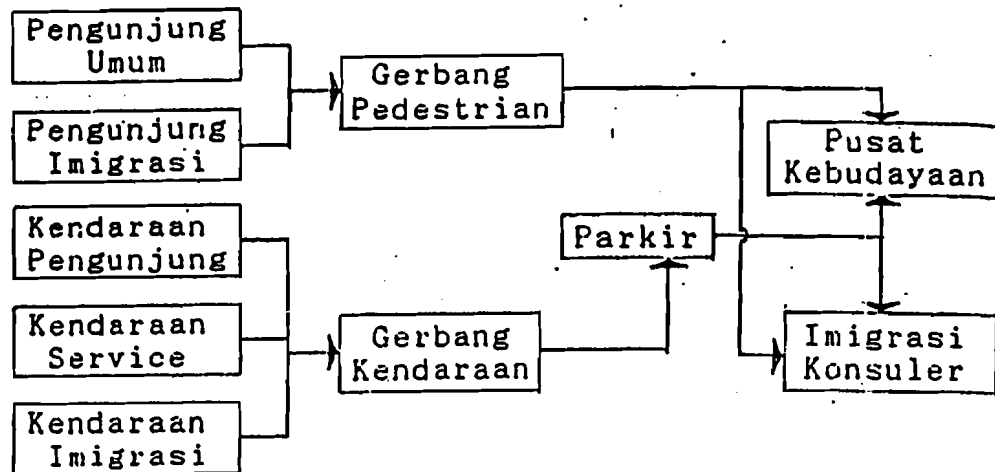 Pengunjung
Umum
Pengunjung
Imigrasi
Kendaraan
Pengunjung
Kendaraan
Service
Kendaraan
Imigrasi
Gerbang
Pedestrian
Gerbang
Kendaraan
Parkir
Pusat
Kebudayaan
Imigrasi
Konsuler